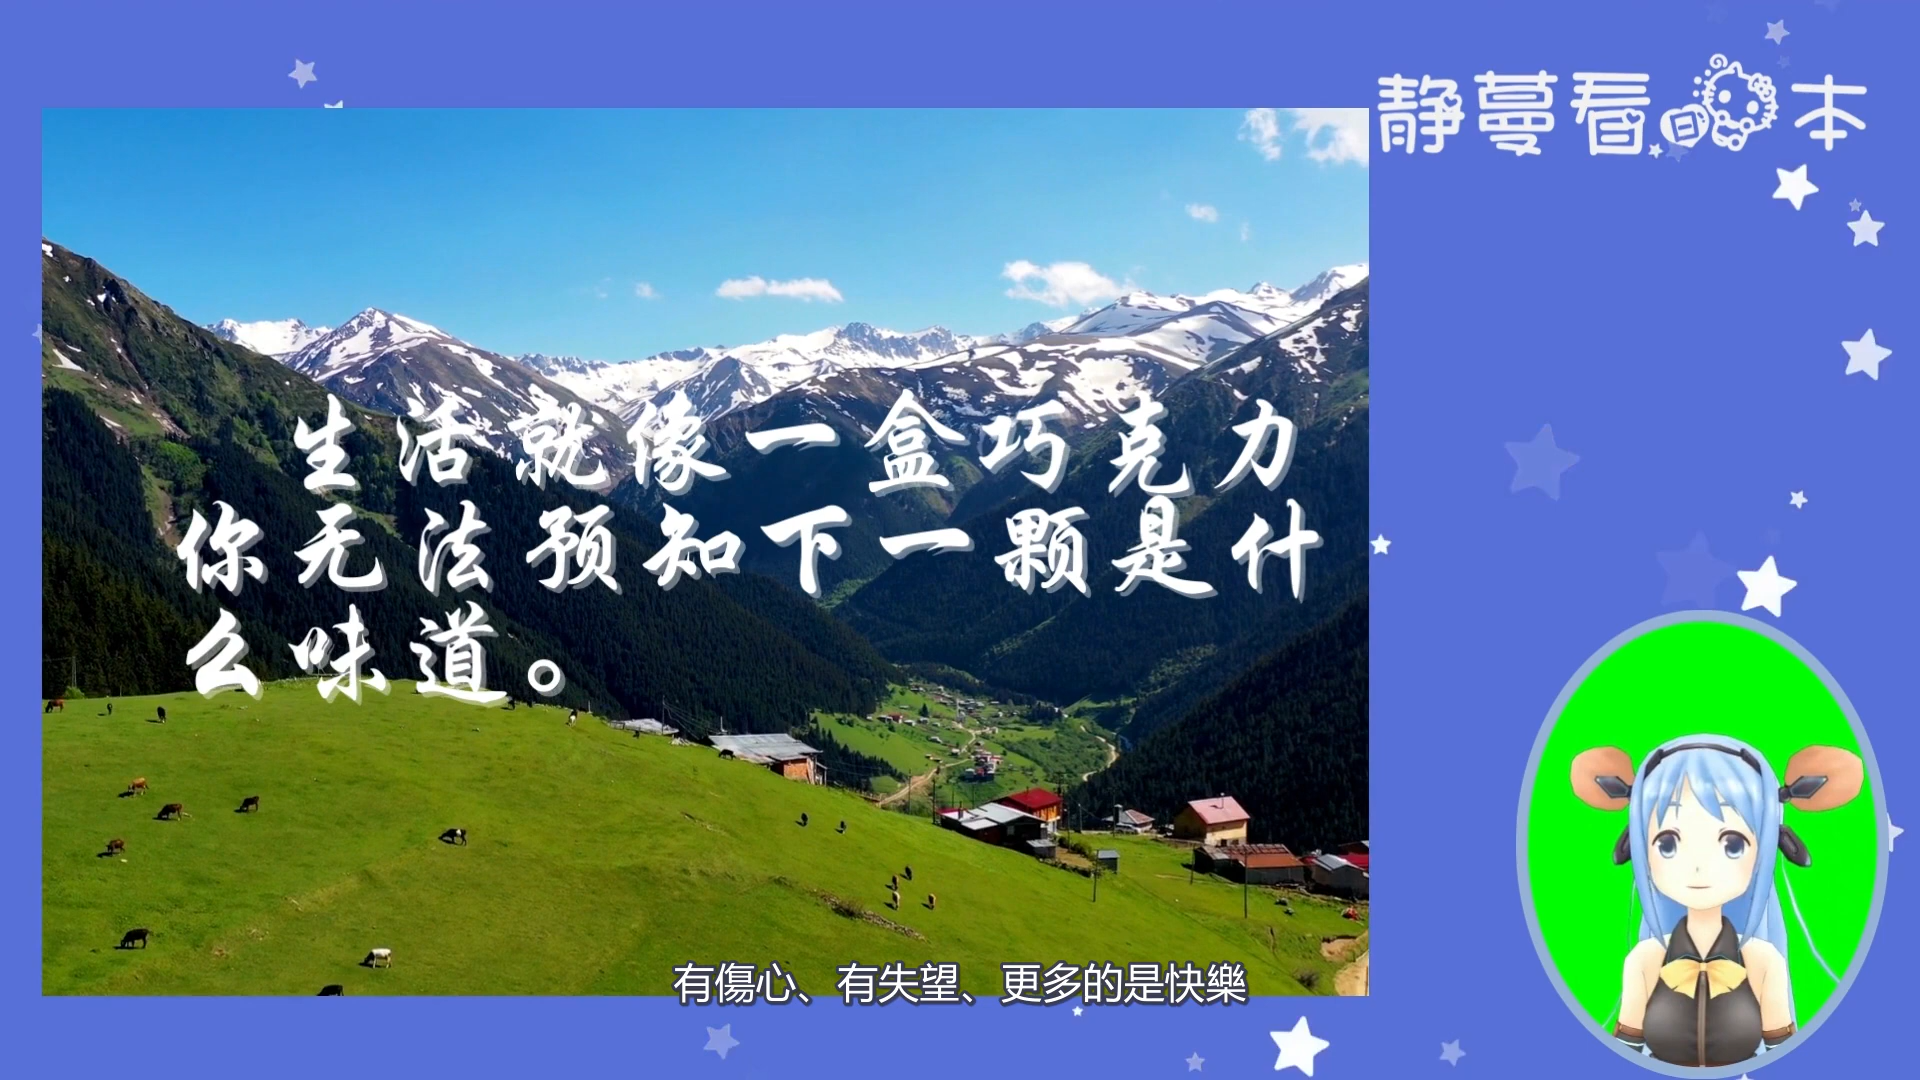 静蔓看日本
生活就像一盒巧克力
你无法预知下一颗是什
么味道。
有傷心、有失望、更多的是快樂